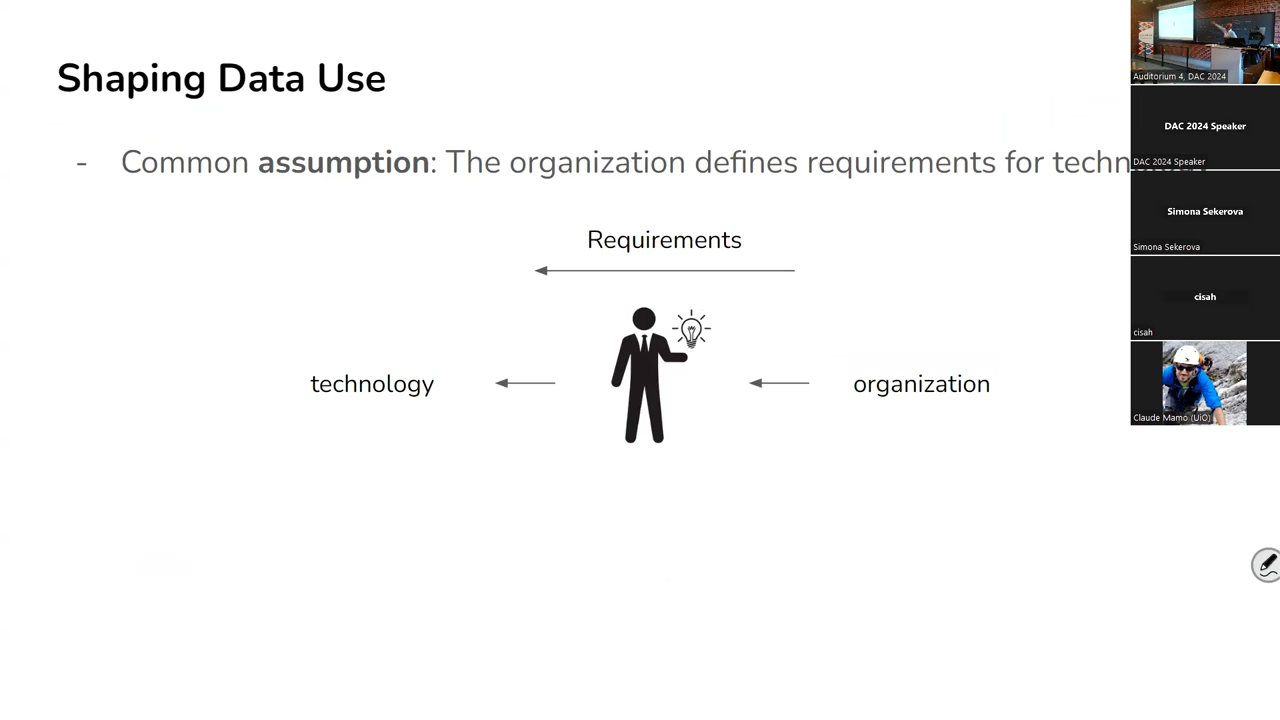 Shaping Data Use
- Common assumption: The organization defines requirements for
Requirements
technology
organization
Auditorium 4, DAC 2024
DAC 2024 Speaker
DAC 2024 Speaker
Simona Sekerova
Simona Sekerova
cisah
cisah
Claude Mamo (UiO)